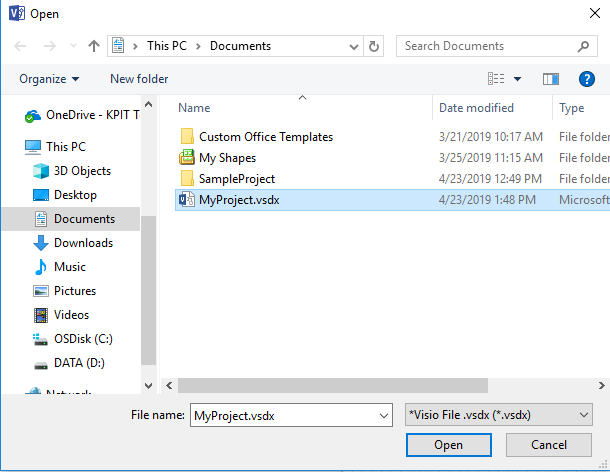 Open
This PC > Documents
Search Documents
Organize
New folder
?
Name
Date modified
Type
OneDrive - KPIT T
This PC
3D Objects
Desktop
Documents
Downloads
Music
Pictures
Videos
OSDisk (C:)
DATA (D:)
Network
Custom Office Templates 3/21/2019 10:17 AM File folder
My Shapes 3/25/2019 11:15 AM File folder
SampleProject 4/23/2019 12:49 PM File folder
MyProject.vsdx 4/23/2019 1:48 PM Microsoft
File name: MyProject.vsdx
*Visio File .vsdx (*.vsdx)
Open
Cancel